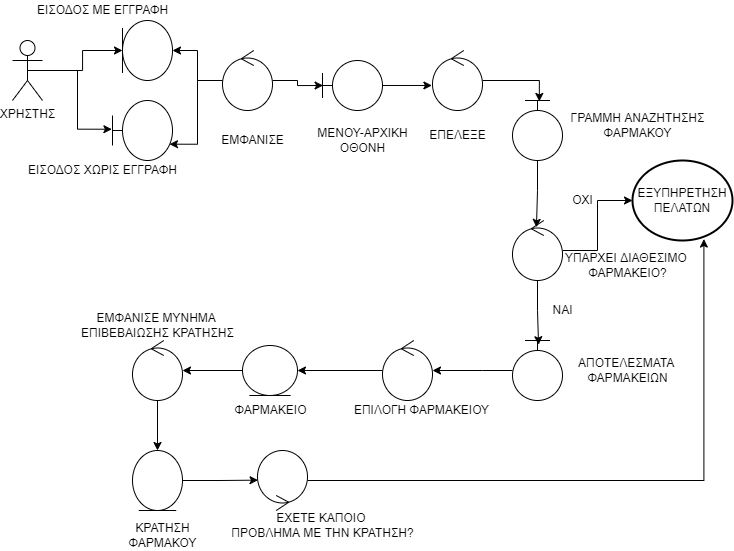 ΕΙΣΟΔΟΣ ΜΕ ΕΓΓΡΑΦΗ
ΧΡΗΣΤΗΣ
ΕΙΣΟΔΟΣ ΧΩΡΙΣ ΕΓΓΡΑΦΗ
ΕΜΦΑΝΙΣΕ
ΜΕΝΟΥ-ΑΡΧΙΚΗ
ΟΘΟΝΗ
ΕΠΕΛΕΞΕ
ΓΡΑΜΜΗ ΑΝΑΖΗΤΗΣΗΣ
ΦΑΡΜΑΚΟΥ
ΟΧΙ
ΕΞΥΠΗΡΕΤΗΣΗ
ΠΕΛΑΤΩΝ
ΥΠΑΡΧΕΙ ΔΙΑΘΕΣΙΜΟ
ΦΑΡΜΑΚΕΙΟ?
ΝΑΙ
ΑΠΟΤΕΛΕΣΜΑΤΑ
ΦΑΡΜΑΚΕΙΩΝ
ΕΠΙΛΟΓΗ ΦΑΡΜΑΚΕΙΟΥ
ΦΑΡΜΑΚΕΙΟ
ΕΜΦΑΝΙΣΕ ΜΥΝΗΜΑ
ΕΠΙΒΕΒΑΙΩΣΗΣ ΚΡΑΤΗΣΗΣ
ΚΡΑΤΗΣΗ
ΦΑΡΜΑΚΟΥ
ΕΧΕΤΕ ΚΑΠΟΙΟ
ΠΡΟΒΛΗΜΑ ΜΕ ΤΗΝ ΚΡΑΤΗΣΗ?